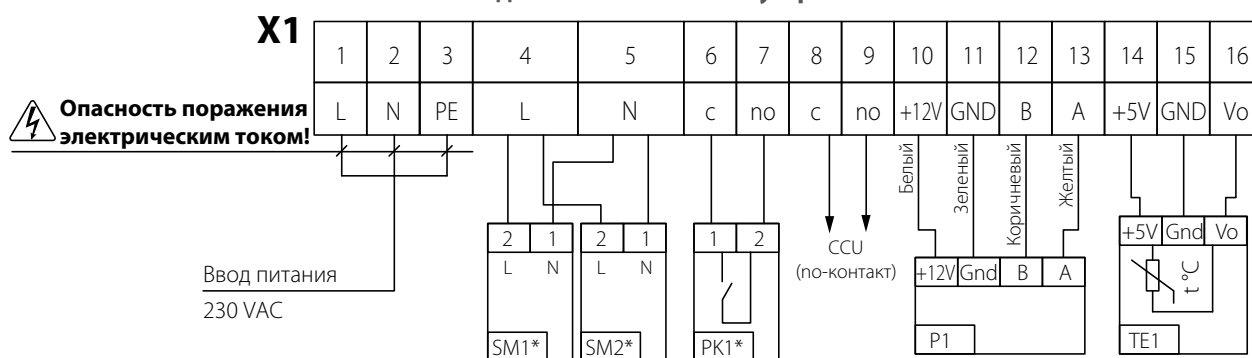 X1
1 2 3 4 5 6 7 8 9 10 11 12 13 14 15 16
L N PE L N c no c no +12V GND B A +5V GND Vo
Опасность поражения
электрическим током!
Белый
Зеленый
Коричневый
Желтый
2 1 2 1 1 2
L N L N
CCU
(no-контакт)
+12V Gnd B A
+5V Gnd Vo
t °C
Ввод питания
230 VAC
SM1* SM2* PK1* P1 TE1